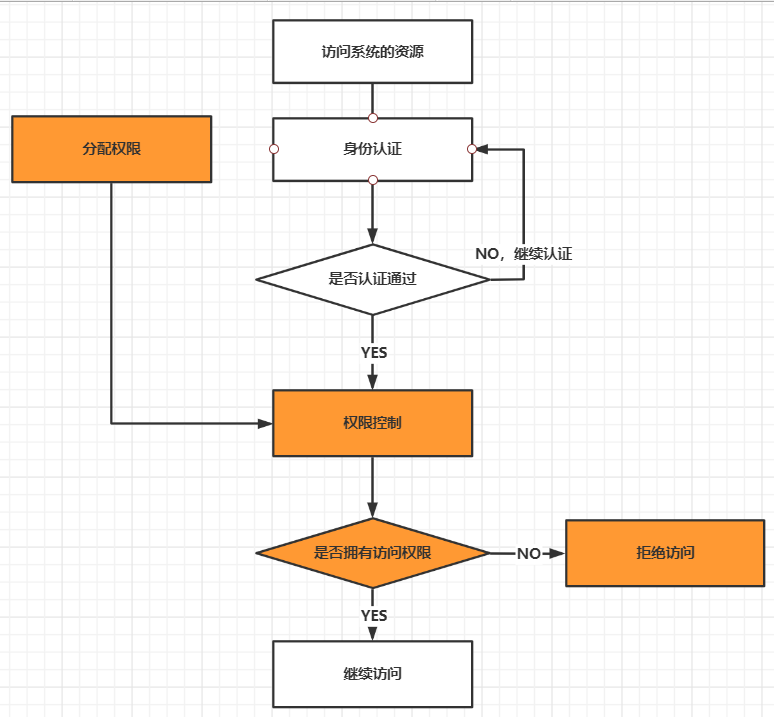 访问系统的资源
分配权限
身份认证
NO，继续认证
是否认证通过
YES
权限控制
是否拥有访问权限
NO
拒绝访问
YES
继续访问